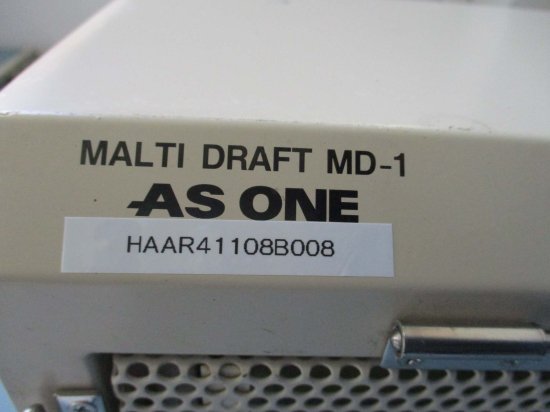 MALTI DRAFT MD-1
AS ONE
HAAR41108B008